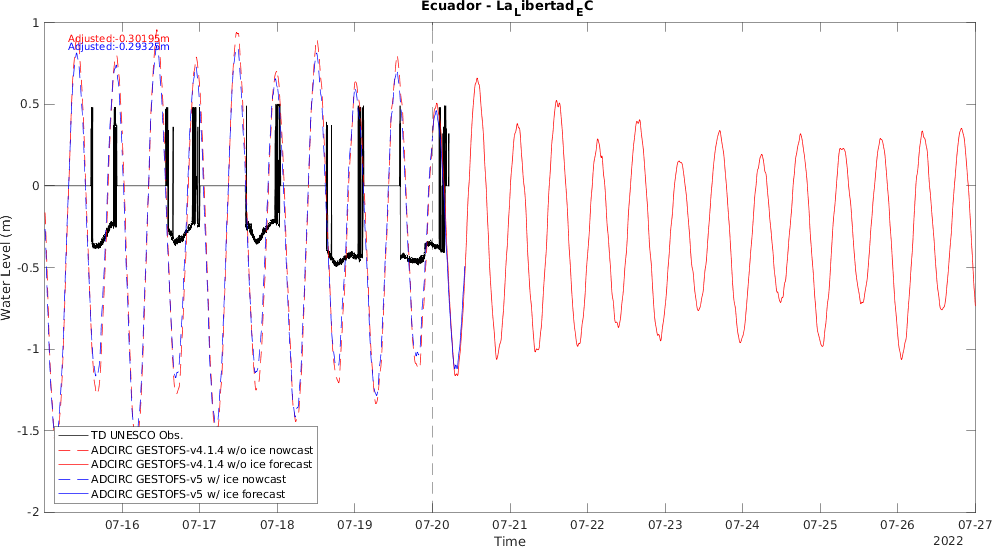 Ecuador - LaLibertadEC
Adjusted:-0.30195m
Adjusted:-0.29325m
1
0.5
0
-0.5
-1
-1.5
-2
Water Level (m)
TD UNESCO Obs.
ADCIRC GESTOFS-v4.1.4 w/o ice nowcast
ADCIRC GESTOFS-v4.1.4 w/o ice forecast
ADCIRC GESTOFS-v5 w/ ice nowcast
ADCIRC GESTOFS-v5 w/ ice forecast
07-16 07-17 07-18 07-19 07-20 07-21 07-22 07-23 07-24 07-25 07-26 07-27
Time
2022